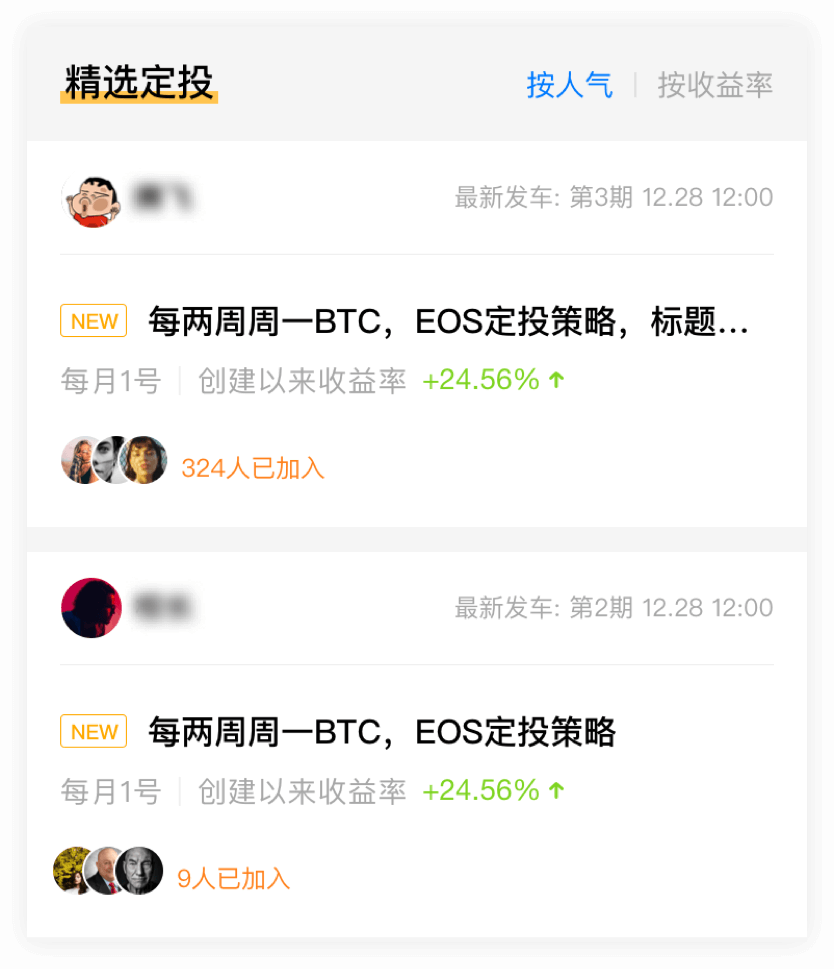 精选定投
按人气 | 按收益率
最新发车: 第3期 12.28 12:00
NEW 每两周周一BTC，EOS定投策略，标题...
每月1号 | 创建以来收益率 +24.56% ↑
324人已加入
最新发车: 第2期 12.28 12:00
NEW 每两周周一BTC，EOS定投策略
每月1号 | 创建以来收益率 +24.56% ↑
9人已加入